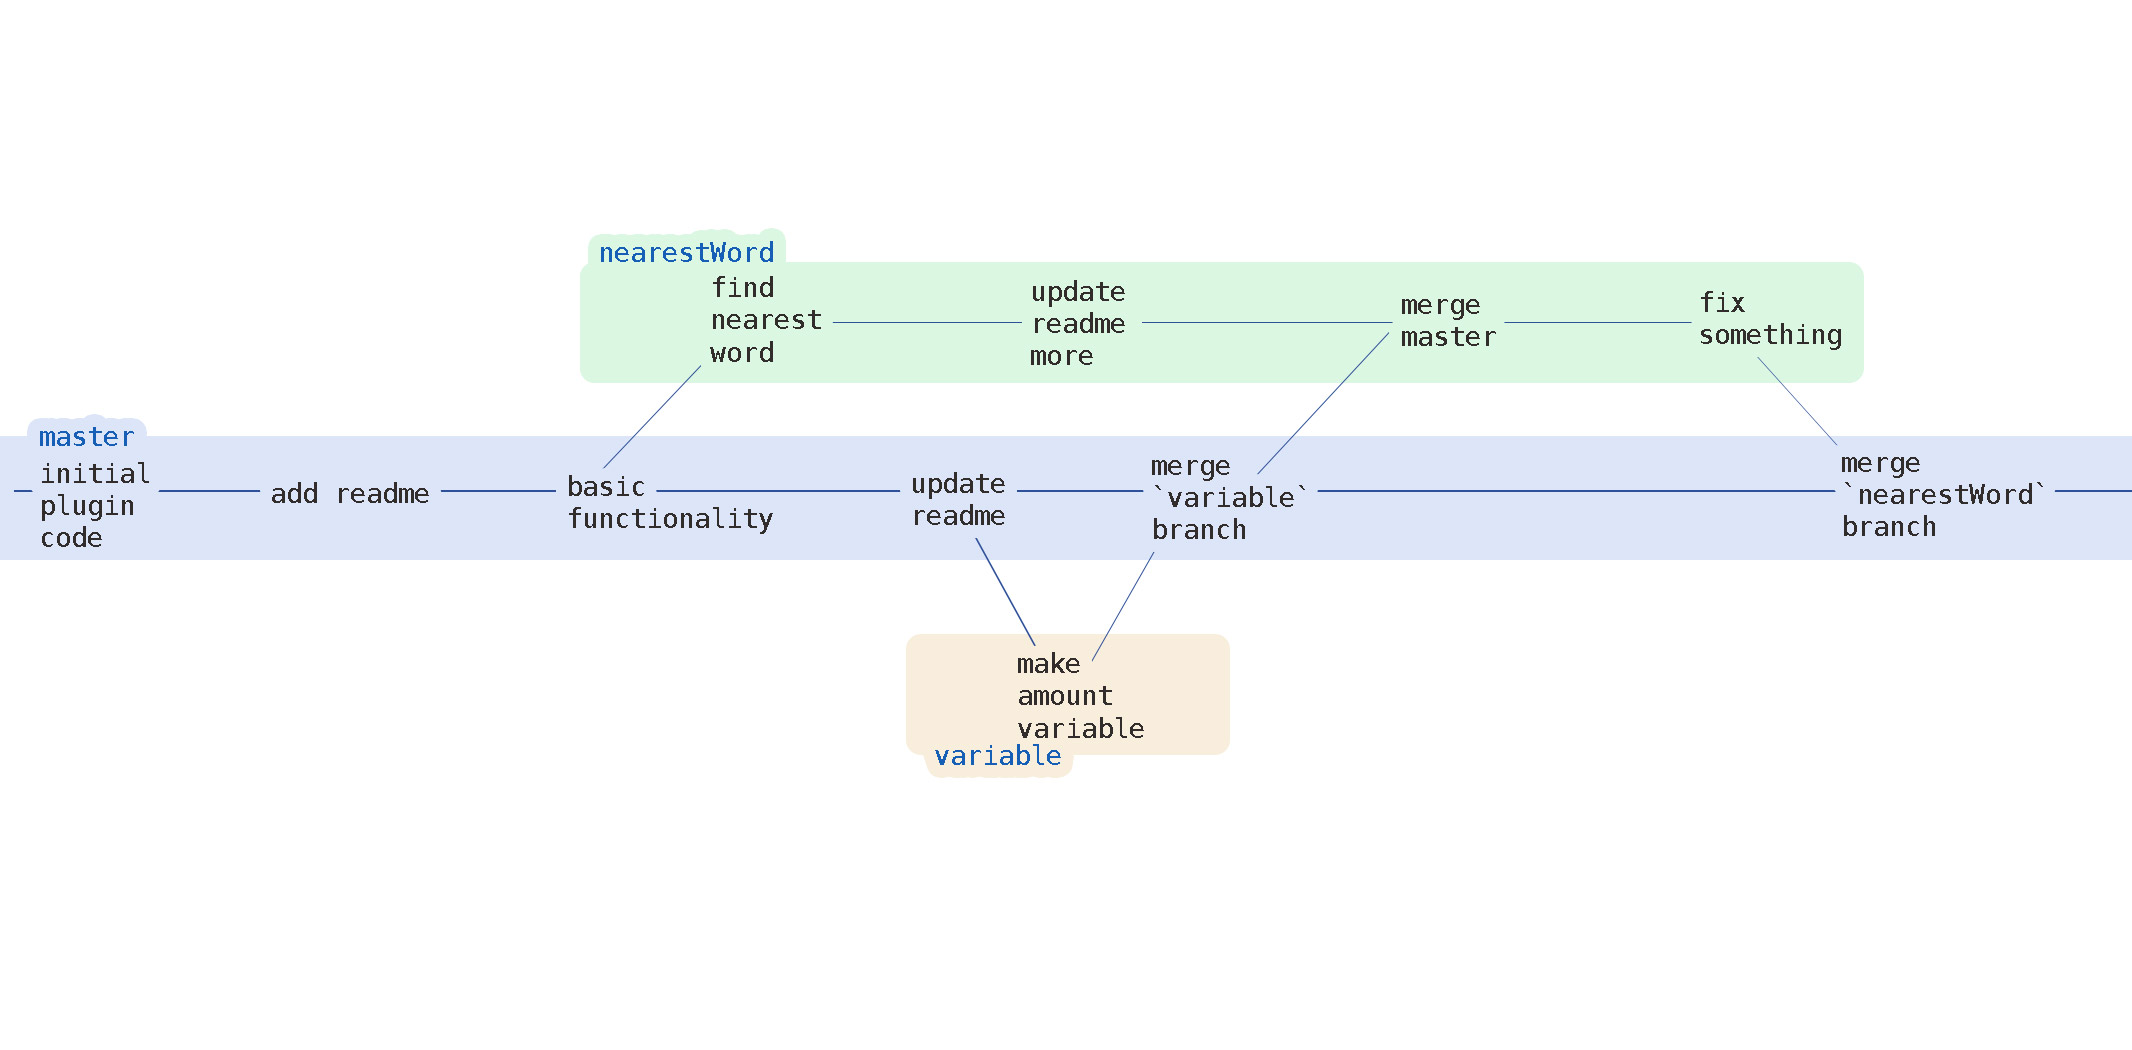 nearestWord
find
nearest
word
update
readme
more
merge
master
fix
something
master
initial
plugin
code
add readme
basic
functionality
update
readme
merge
`variable`
branch
merge
`nearestWord`
branch
make
amount
variable
variable